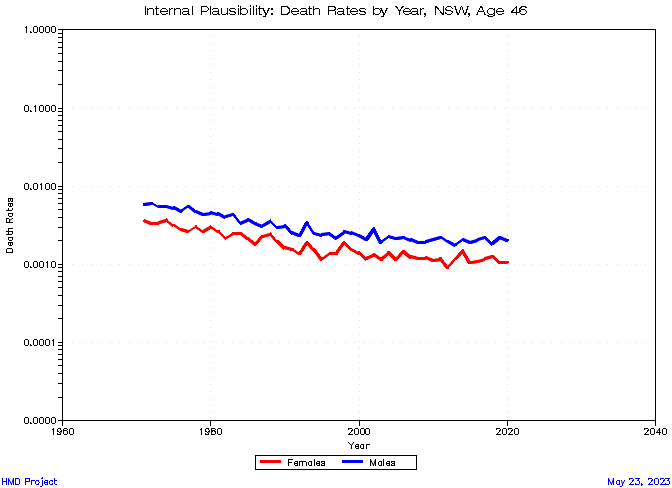 Internal Plausibility: Death Rates by Year, NSW, Age 46
1.0000
0.1000
0.0100
0.0010
0.0001
0.0000
Death Rates
1960
1980
2000
2020
2040
Year
Females
Males
HMD Project
May 23, 2023